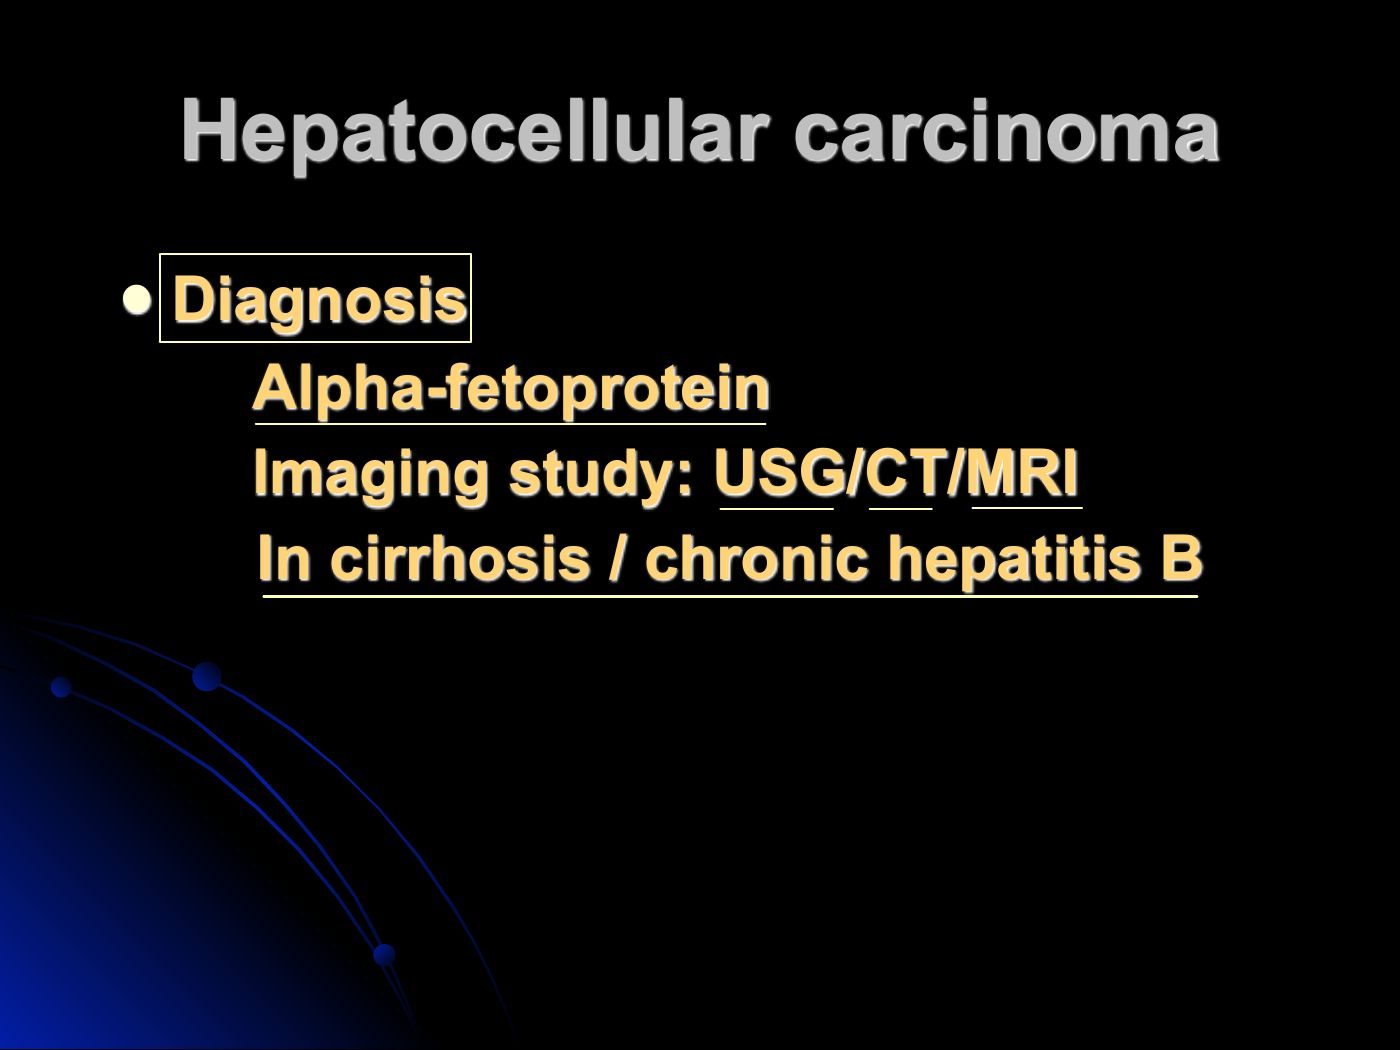 Hepatocellular carcinoma
● Diagnosis
Alpha-fetoprotein
Imaging study: USG/CT/MRI
In cirrhosis / chronic hepatitis B